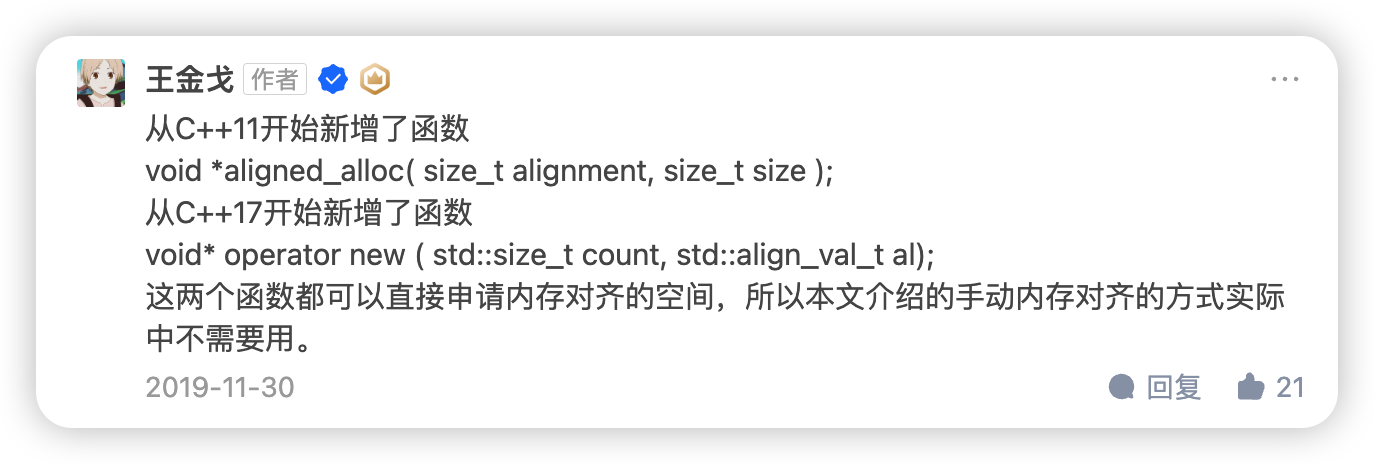 王金戈 作者
从C++11开始新增了函数
void *aligned_alloc( size_t alignment, size_t size );
从C++17开始新增了函数
void* operator new ( std::size_t count, std::align_val_t al);
这两个函数都可以直接申请内存对齐的空间，所以本文介绍的手动内存对齐的方式实际
中不需要用。
2019-11-30 回复 21